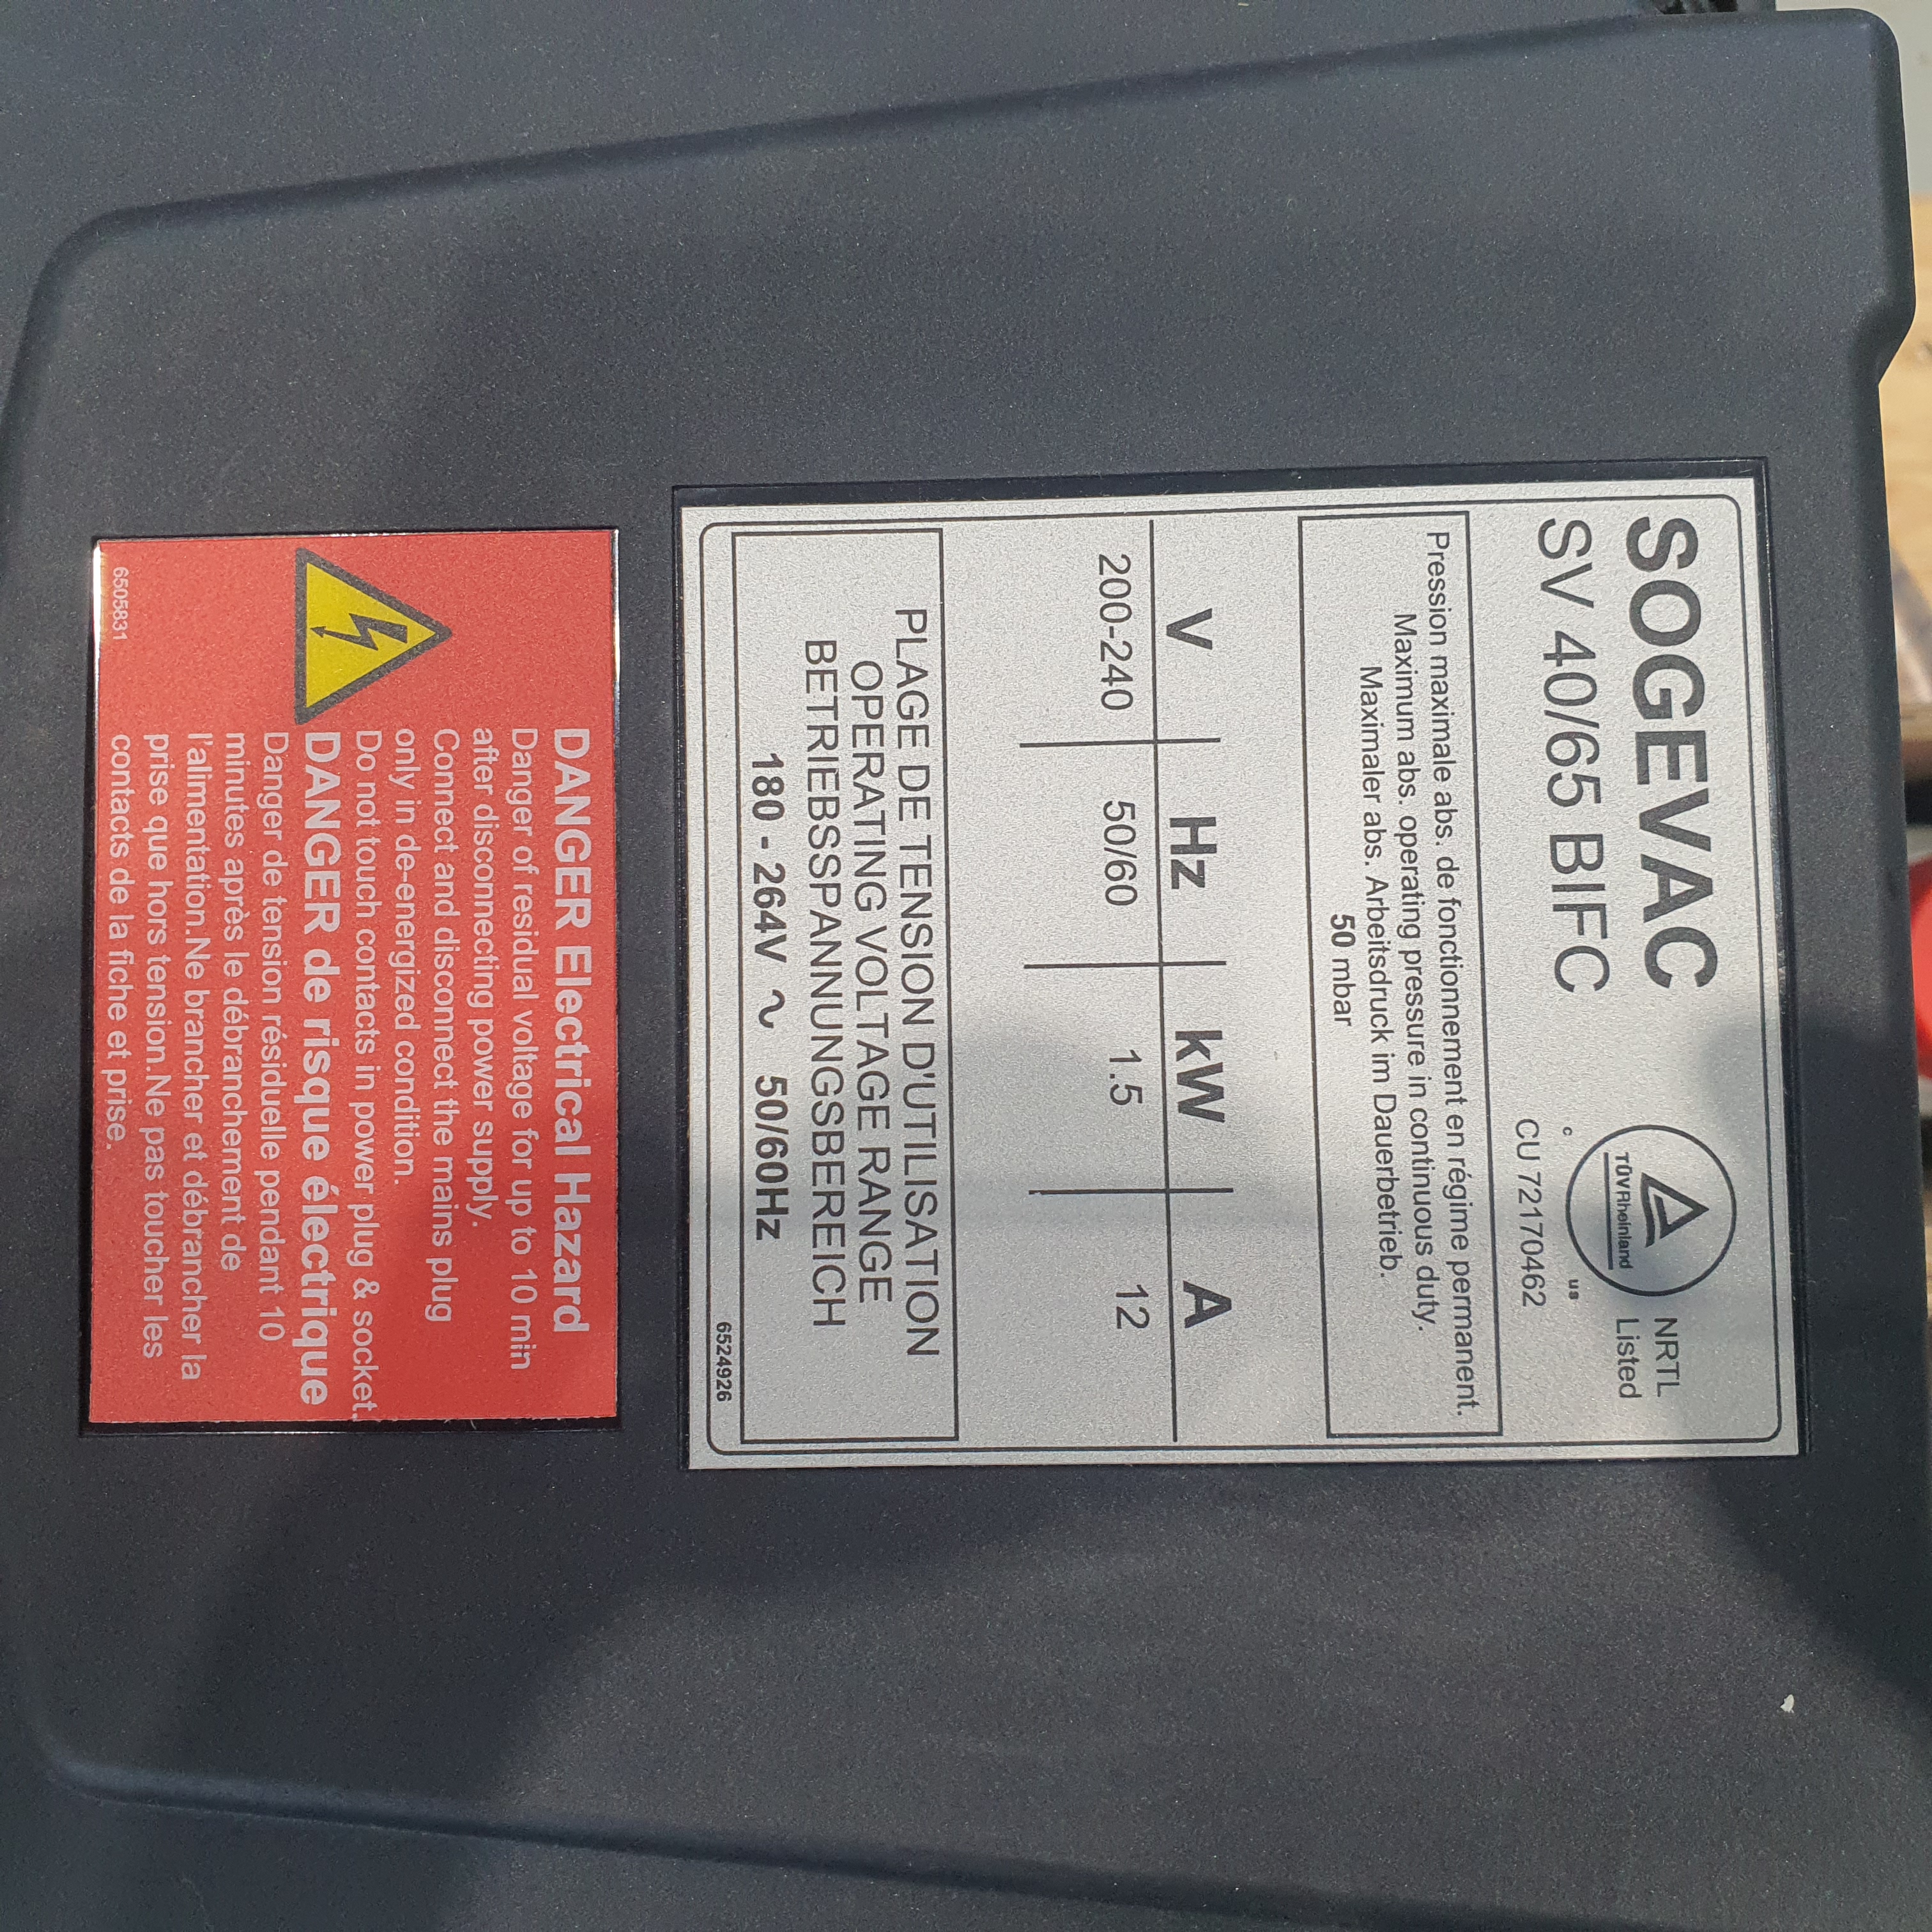 SOGEVAC
SV 40/65 BIFC
TÜVRheinland
c us
NRTL
Listed
CU 72170462
Pression maximale abs. de fonctionnement en régime permanent.
Maximum abs. operating pressure in continuous duty.
Maximaler abs. Arbeitsdruck im Dauerbetrieb.
50 mbar
V Hz kW A
200-240 50/60 1.5 12
PLAGE DE TENSION D'UTILISATION
OPERATING VOLTAGE RANGE
BETRIEBSSPANNUNGSBEREICH
180 - 264V ∿ 50/60Hz
6524926
DANGER Electrical Hazard
Danger of residual voltage for up to 10 min
after disconnecting power supply.
Connect and disconnect the mains plug
only in de-energized condition.
Do not touch contacts in power plug & socket.
DANGER de risque électrique
Danger de tension résiduelle pendant 10
minutes après le débranchement de
l'alimentation.Ne brancher et débrancher la
prise que hors tension.Ne pas toucher les
contacts de la fiche et prise.
6505831